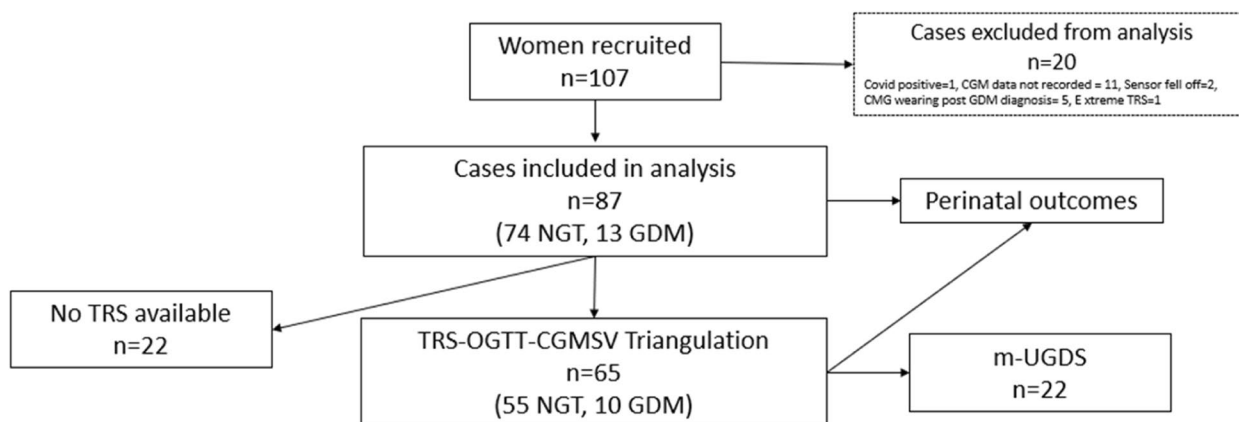 Women recruited
n=107
Cases excluded from analysis
n=20
Covid positive=1, CGM data not recorded = 11, Sensor fell off=2,
CMG wearing post GDM diagnosis= 5, E xtreme TRS=1
Cases included in analysis
n=87
(74 NGT, 13 GDM)
Perinatal outcomes
No TRS available
n=22
TRS-OGTT-CGMSV Triangulation
n=65
(55 NGT, 10 GDM)
m-UGDS
n=22